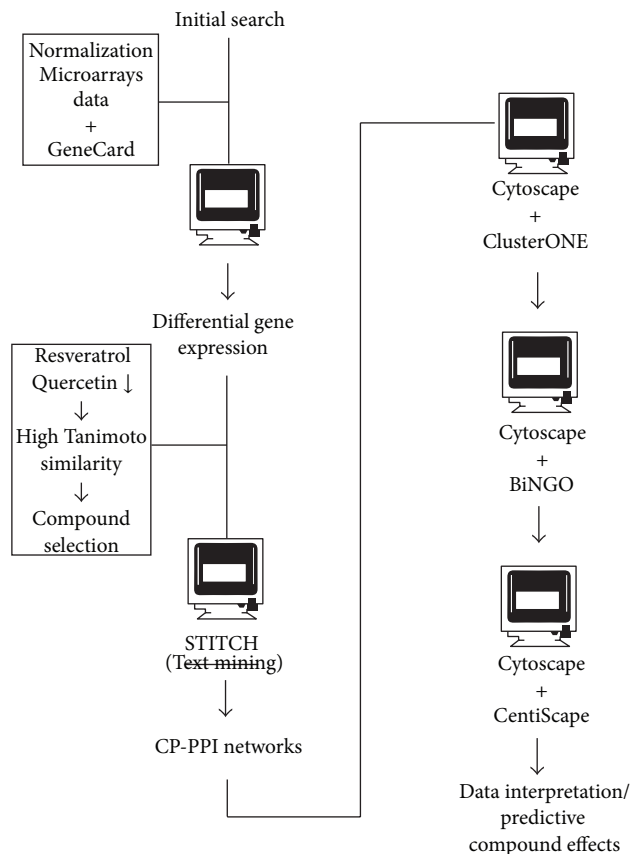 Initial search
Normalization
Microarrays
data
+
GeneCard
Differential gene
expression
Resveratrol
Quercetin ↓
↓
High Tanimoto
similarity
↓
Compound
selection
STITCH
(Text mining)
CP-PPI networks
Cytoscape
+
ClusterONE
Cytoscape
+
BiNGO
Cytoscape
+
CentiScape
Data interpretation/
predictive
compound effects